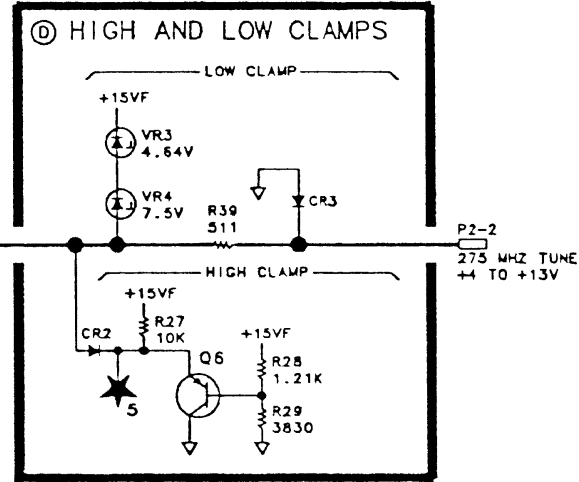 D HIGH AND LOW CLAMPS
LOW CLAMP
+15VF
VR3
4.64V
VR4
7.5V
R39
511
CR3
P2-2
275 MHZ TUNE
+4 TO +13V
HIGH CLAMP
+15VF
R27
10K
CR2
5
Q6
+15VF
R28
1.21K
R29
3830